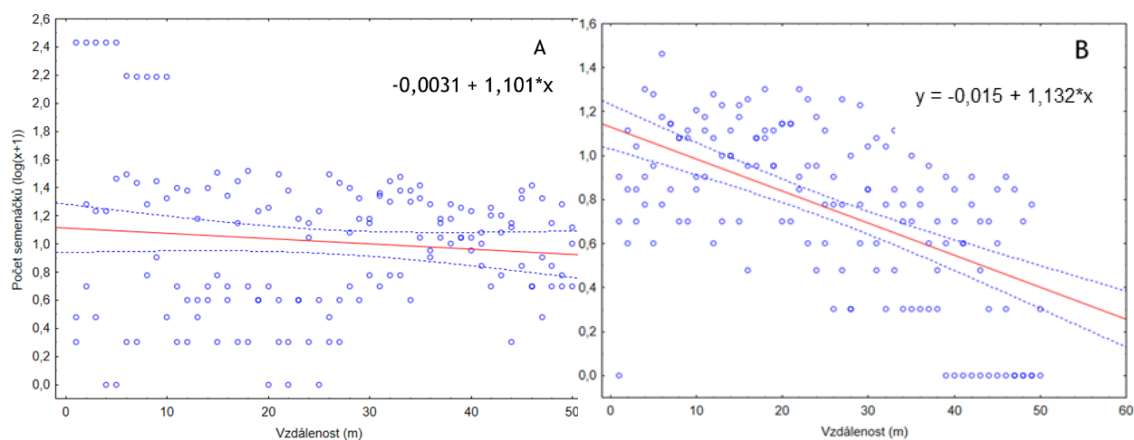 A
-0,0031 + 1,101*x
Počet semenáčků (log(x+1))
2,6
2,4
2,2
2,0
1,8
1,6
1,4
1,2
1,0
0,8
0,6
0,4
0,2
0,0
0 10 20 30 40 50
Vzdálenost (m)
B
y = -0,015 + 1,132*x
1,6
1,4
1,2
1,0
0,8
0,6
0,4
0,2
0,0
0 10 20 30 40 50 60
Vzdálenost (m)